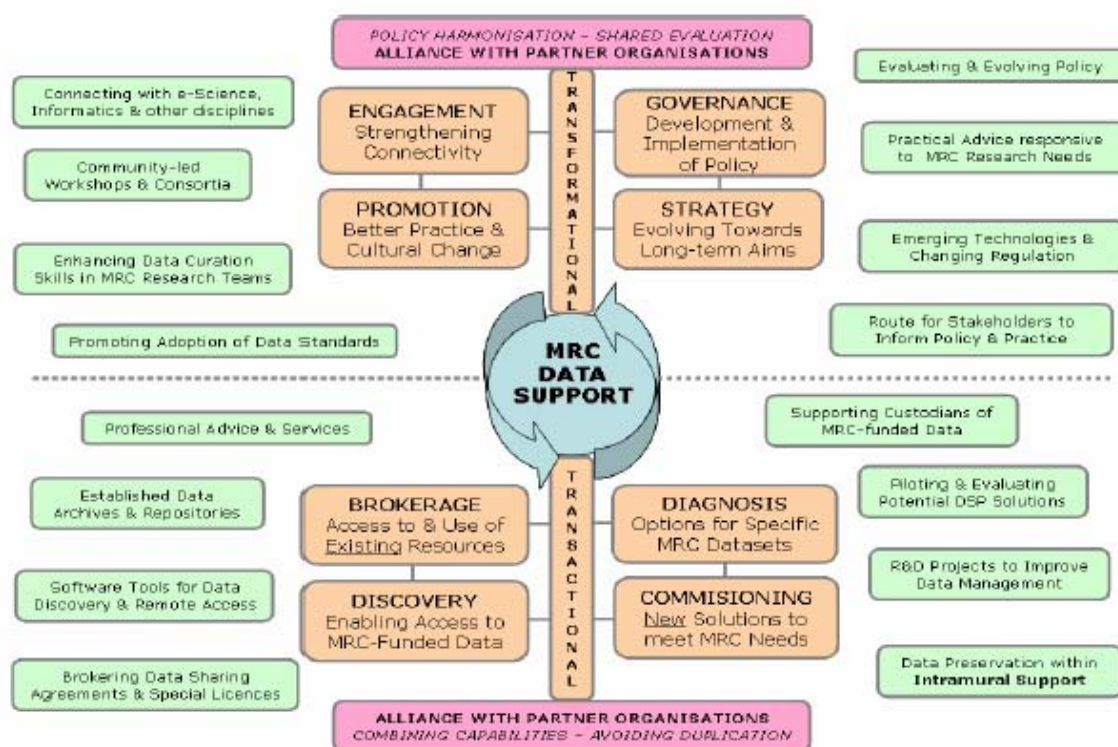 POLICY HARMONISATION – SHARED EVALUATION
ALLIANCE WITH PARTNER ORGANISATIONS
Connecting with e-Science,
Informatics & other disciplines
Community-led
Workshops & Consortia
Enhancing Data Curation
Skills in MRC Research Teams
Promoting Adoption of Data Standards
ENGAGEMENT
Strengthening
Connectivity
PROMOTION
Better Practice &
Cultural Change
TRANSFORMATIONAL
GOVERNANCE
Development &
Implementation
of Policy
STRATEGY
Evolving Towards
Long-term Aims
Evaluating & Evolving Policy
Practical Advice responsive
to MRC Research Needs
Emerging Technologies &
Changing Regulation
Route for Stakeholders to
Inform Policy & Practice
MRC
DATA
SUPPORT
Professional Advice & Services
Established Data
Archives & Repositories
Software Tools for Data
Discovery & Remote Access
Brokering Data Sharing
Agreements & Special Licences
BROKERAGE
Access to & Use of
Existing Resources
DISCOVERY
Enabling Access to
MRC-Funded Data
TRANSACTIONAL
DIAGNOSIS
Options for Specific
MRC Datasets
COMMISIONING
New Solutions to
meet MRC Needs
Supporting Custodians of
MRC-funded Data
Piloting & Evaluating
Potential DSP Solutions
R&D Projects to Improve
Data Management
Data Preservation within
Intramural Support
ALLIANCE WITH PARTNER ORGANISATIONS
COMBINING CAPABILITIES – AVOIDING DUPLICATION